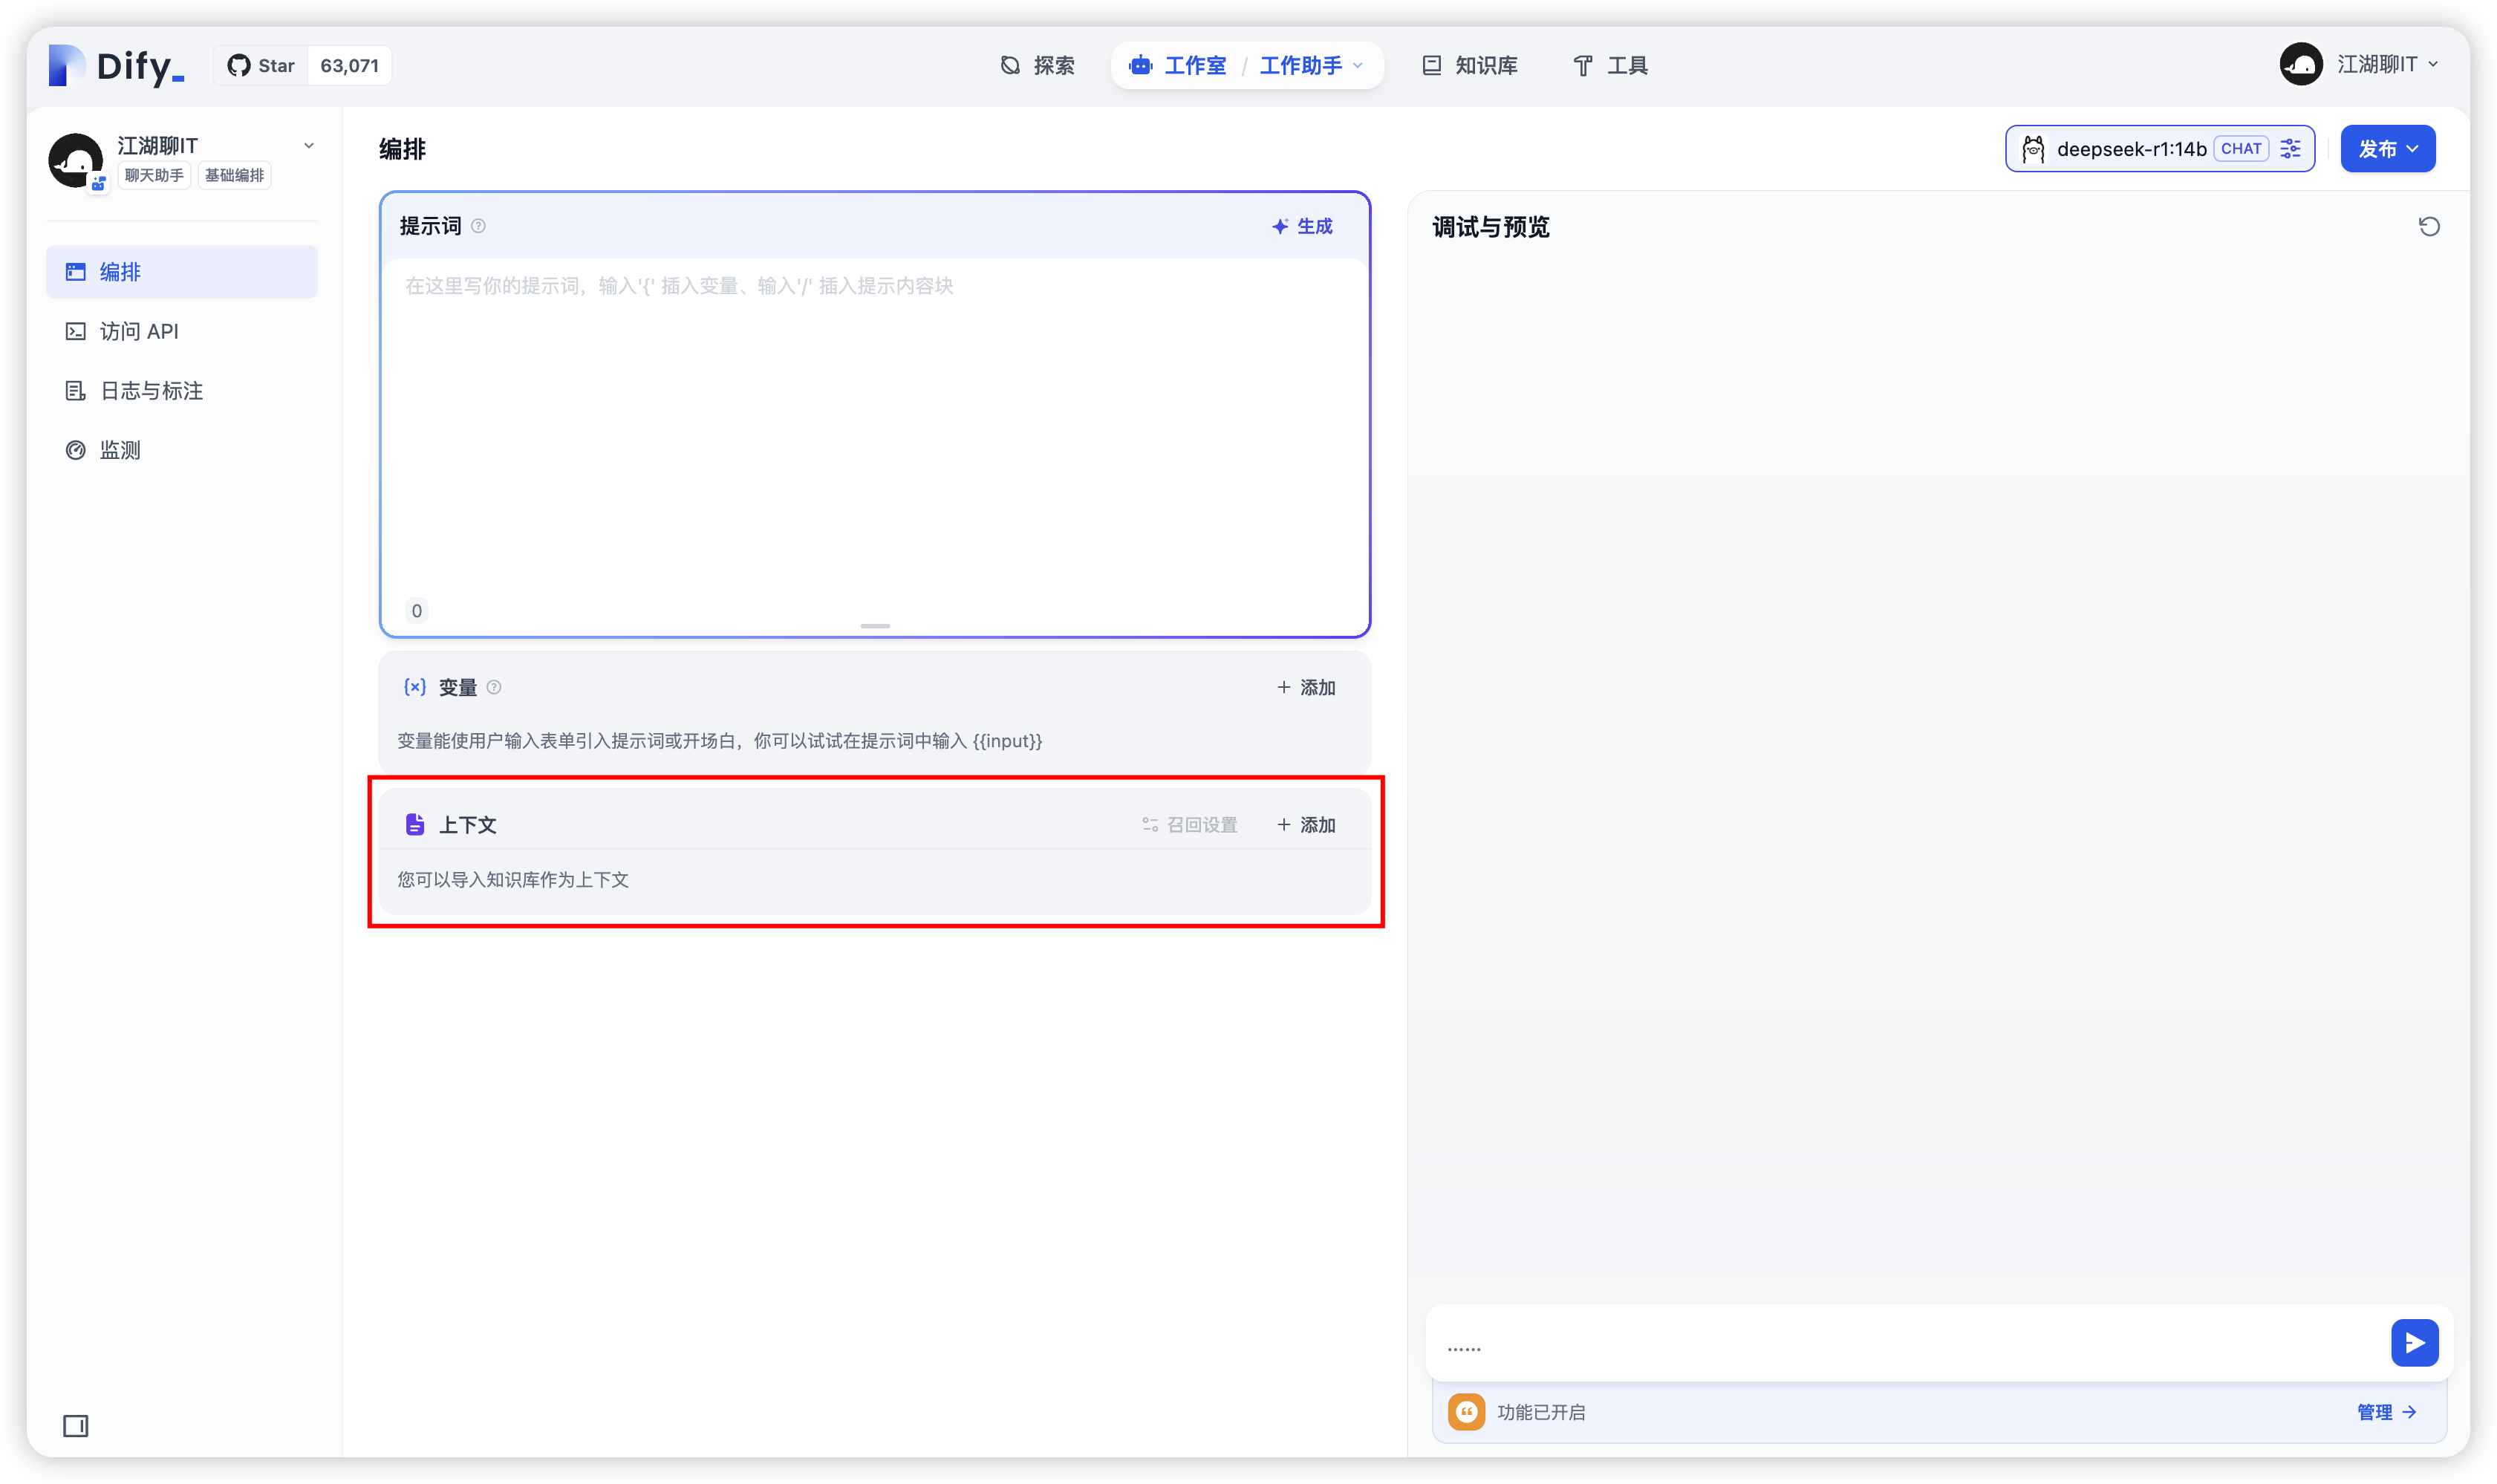 Dify_
Star 63,071
探索
工作室 / 工作助手
知识库
工具
江湖聊IT
江湖聊IT
聊天助手 基础编排
编排
访问 API
日志与标注
监测
编排
deepseek-r1:14b CHAT
发布
提示词
生成
在这里写你的提示词，输入'{' 插入变量、输入'/' 插入提示内容块
0
{x} 变量
+ 添加
变量能使用户输入表单引入提示词或开场白，你可以试试在提示词中输入 {{input}}
上下文
召回设置
+ 添加
您可以导入知识库作为上下文
调试与预览
......
功能已开启
管理 →